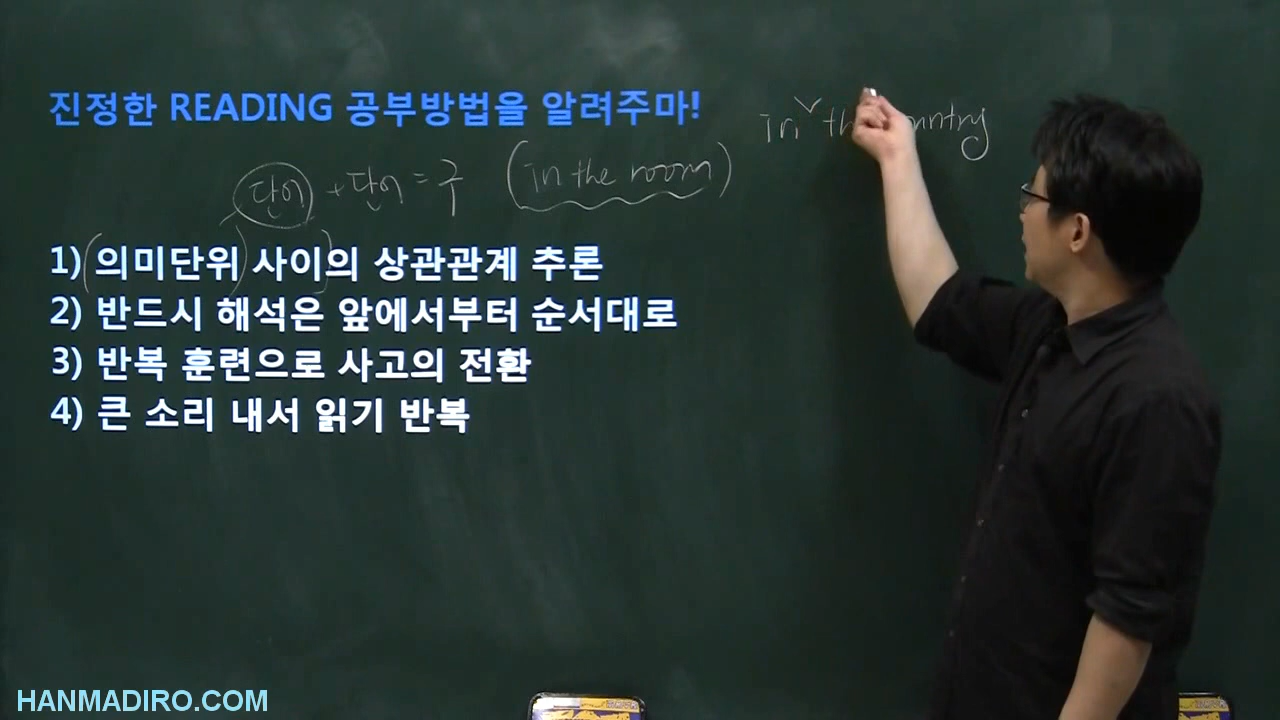 진정한 READING 공부방법을 알려주마!
in the country
단어 + 단어 = 구 (in the room)
1) 의미단위 사이의 상관관계 추론
2) 반드시 해석은 앞에서부터 순서대로
3) 반복 훈련으로 사고의 전환
4) 큰 소리 내서 읽기 반복
HANMADIRO.COM